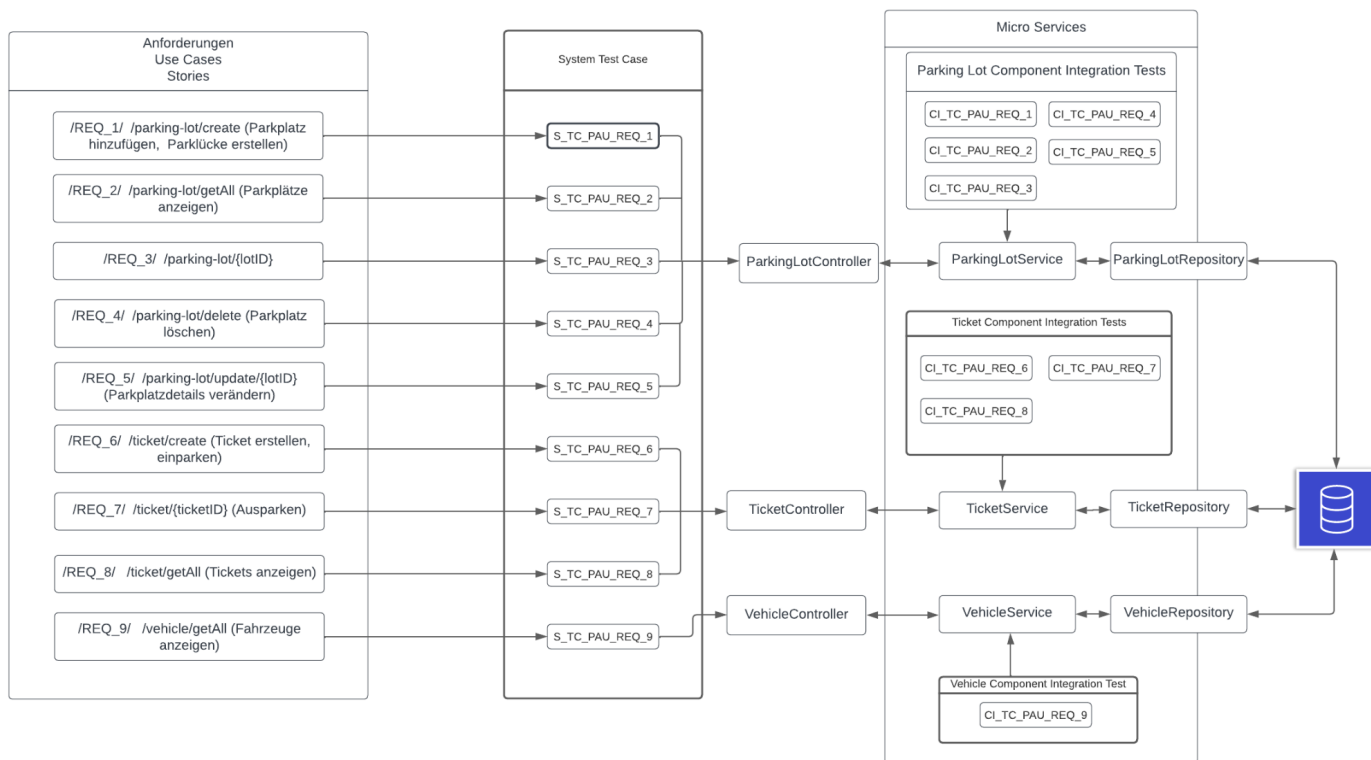 Anforderungen
Use Cases
Stories
/REQ_1/  /parking-lot/create (Parkplatz
hinzufügen,  Parklücke erstellen)
/REQ_2/  /parking-lot/getAll (Parkplätze
anzeigen)
/REQ_3/  /parking-lot/{lotID}
/REQ_4/  /parking-lot/delete (Parkplatz
löschen)
/REQ_5/  /parking-lot/update/{lotID}
(Parkplatzdetails verändern)
/REQ_6/  /ticket/create (Ticket erstellen,
einparken)
/REQ_7/  /ticket/{ticketID} (Ausparken)
/REQ_8/   /ticket/getAll (Tickets anzeigen)
/REQ_9/   /vehicle/getAll (Fahrzeuge
anzeigen)
System Test Case
S_TC_PAU_REQ_1
S_TC_PAU_REQ_2
S_TC_PAU_REQ_3
S_TC_PAU_REQ_4
S_TC_PAU_REQ_5
S_TC_PAU_REQ_6
S_TC_PAU_REQ_7
S_TC_PAU_REQ_8
S_TC_PAU_REQ_9
ParkingLotController
TicketController
VehicleController
Micro Services
Parking Lot Component Integration Tests
CI_TC_PAU_REQ_1
CI_TC_PAU_REQ_4
CI_TC_PAU_REQ_2
CI_TC_PAU_REQ_5
CI_TC_PAU_REQ_3
ParkingLotService
ParkingLotRepository
Ticket Component Integration Tests
CI_TC_PAU_REQ_6
CI_TC_PAU_REQ_7
CI_TC_PAU_REQ_8
TicketService
TicketRepository
VehicleService
VehicleRepository
Vehicle Component Integration Test
CI_TC_PAU_REQ_9